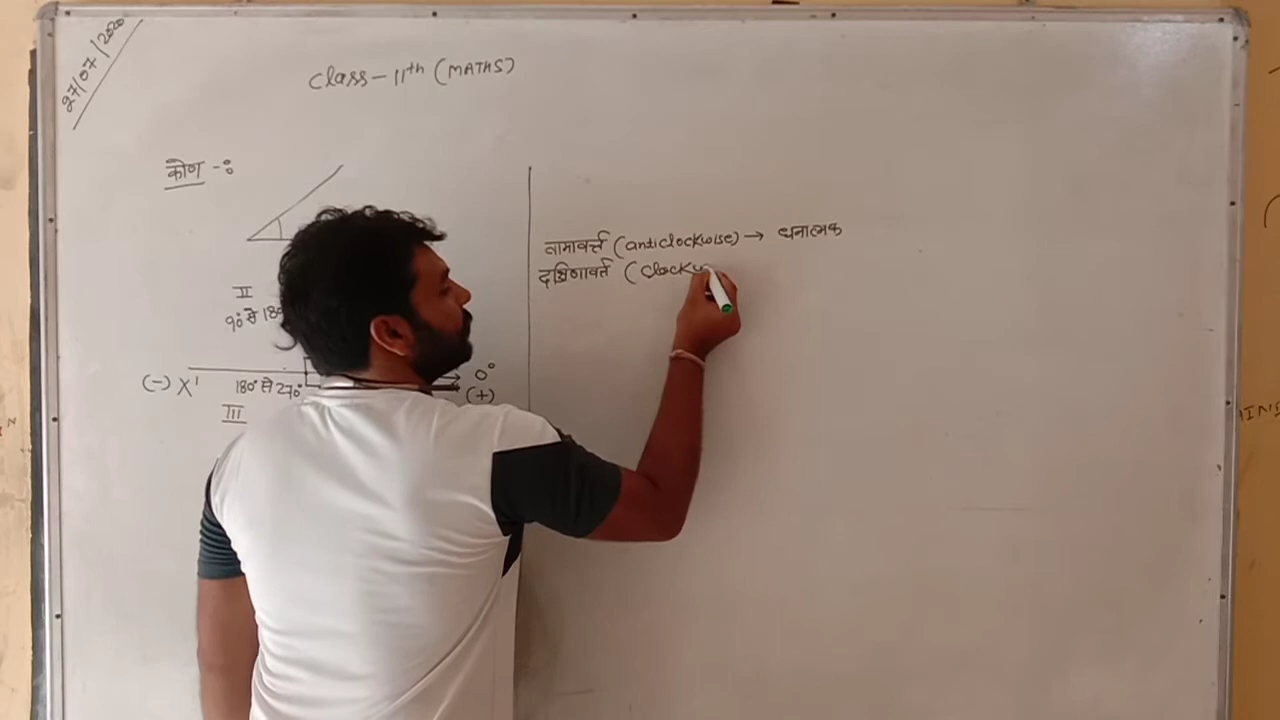 27/07/2020
Class - 11th (MATHS)
कोण -:
वामावर्त्त (anticlockwise) → धनात्मक
दक्षिणावर्त (clockw
II
90° से 180
(-) X' 180° से 270° 0°
(+)
III